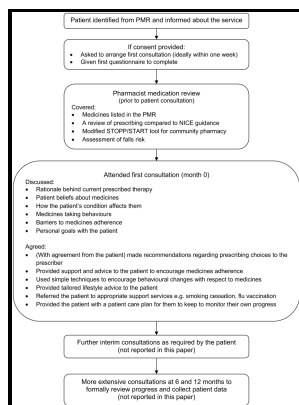 Patient identified from PMR and informed about the service
If consent provided:
• Asked to arrange first consultation (ideally within one week)
• Given first questionnaire to complete
Pharmacist medication review
(prior to patient consultation)
Covered:
• Medicines listed in the PMR
• A review of prescribing compared to NICE guidance
• Modified STOPP/START tool for community pharmacy
• Assessment of falls risk
Attended first consultation (month 0)
Discussed:
• Rationale behind current prescribed therapy
• Patient beliefs about medicines
• How the patient's condition affects them
• Medicines taking behaviours
• Barriers to medicines adherence
• Personal goals with the patient
Agreed:
• (With agreement from the patient) made recommendations regarding prescribing choices to the
prescriber
• Provided support and advice to the patient to encourage medicines adherence
• Used simple techniques to encourage behavioural changes with respect to medicines
• Provided tailored lifestyle advice to the patient
• Referred the patient to appropriate support services e.g. smoking cessation, flu vaccination
• Provided the patient with a patient care plan for them to keep to monitor their own progress
Further interim consultations as required by the patient
(not reported in this paper)
More extensive consultations at 6 and 12 months to
formally review progress and collect patient data
(not reported in this paper)